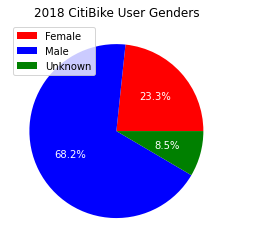 2018 CitiBike User Genders
Female
Male
Unknown
23.3%
68.2%
8.5%